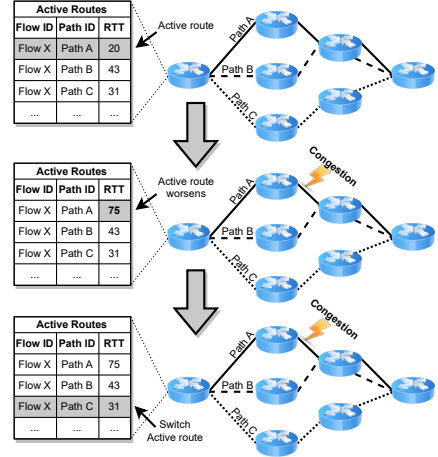 Active Routes
Flow ID Path ID RTT
Flow X Path A 20
Flow X Path B 43
Flow X Path C 31
... ... ...
Active route
Path A
Path B
Path C
Active Routes
Flow ID Path ID RTT
Flow X Path A 75
Flow X Path B 43
Flow X Path C 31
... ... ...
Active route
worsens
Path A
Path B
Path C
Congestion
Active Routes
Flow ID Path ID RTT
Flow X Path A 75
Flow X Path B 43
Flow X Path C 31
... ... ...
Switch
Active route
Path A
Path B
Path C
Congestion